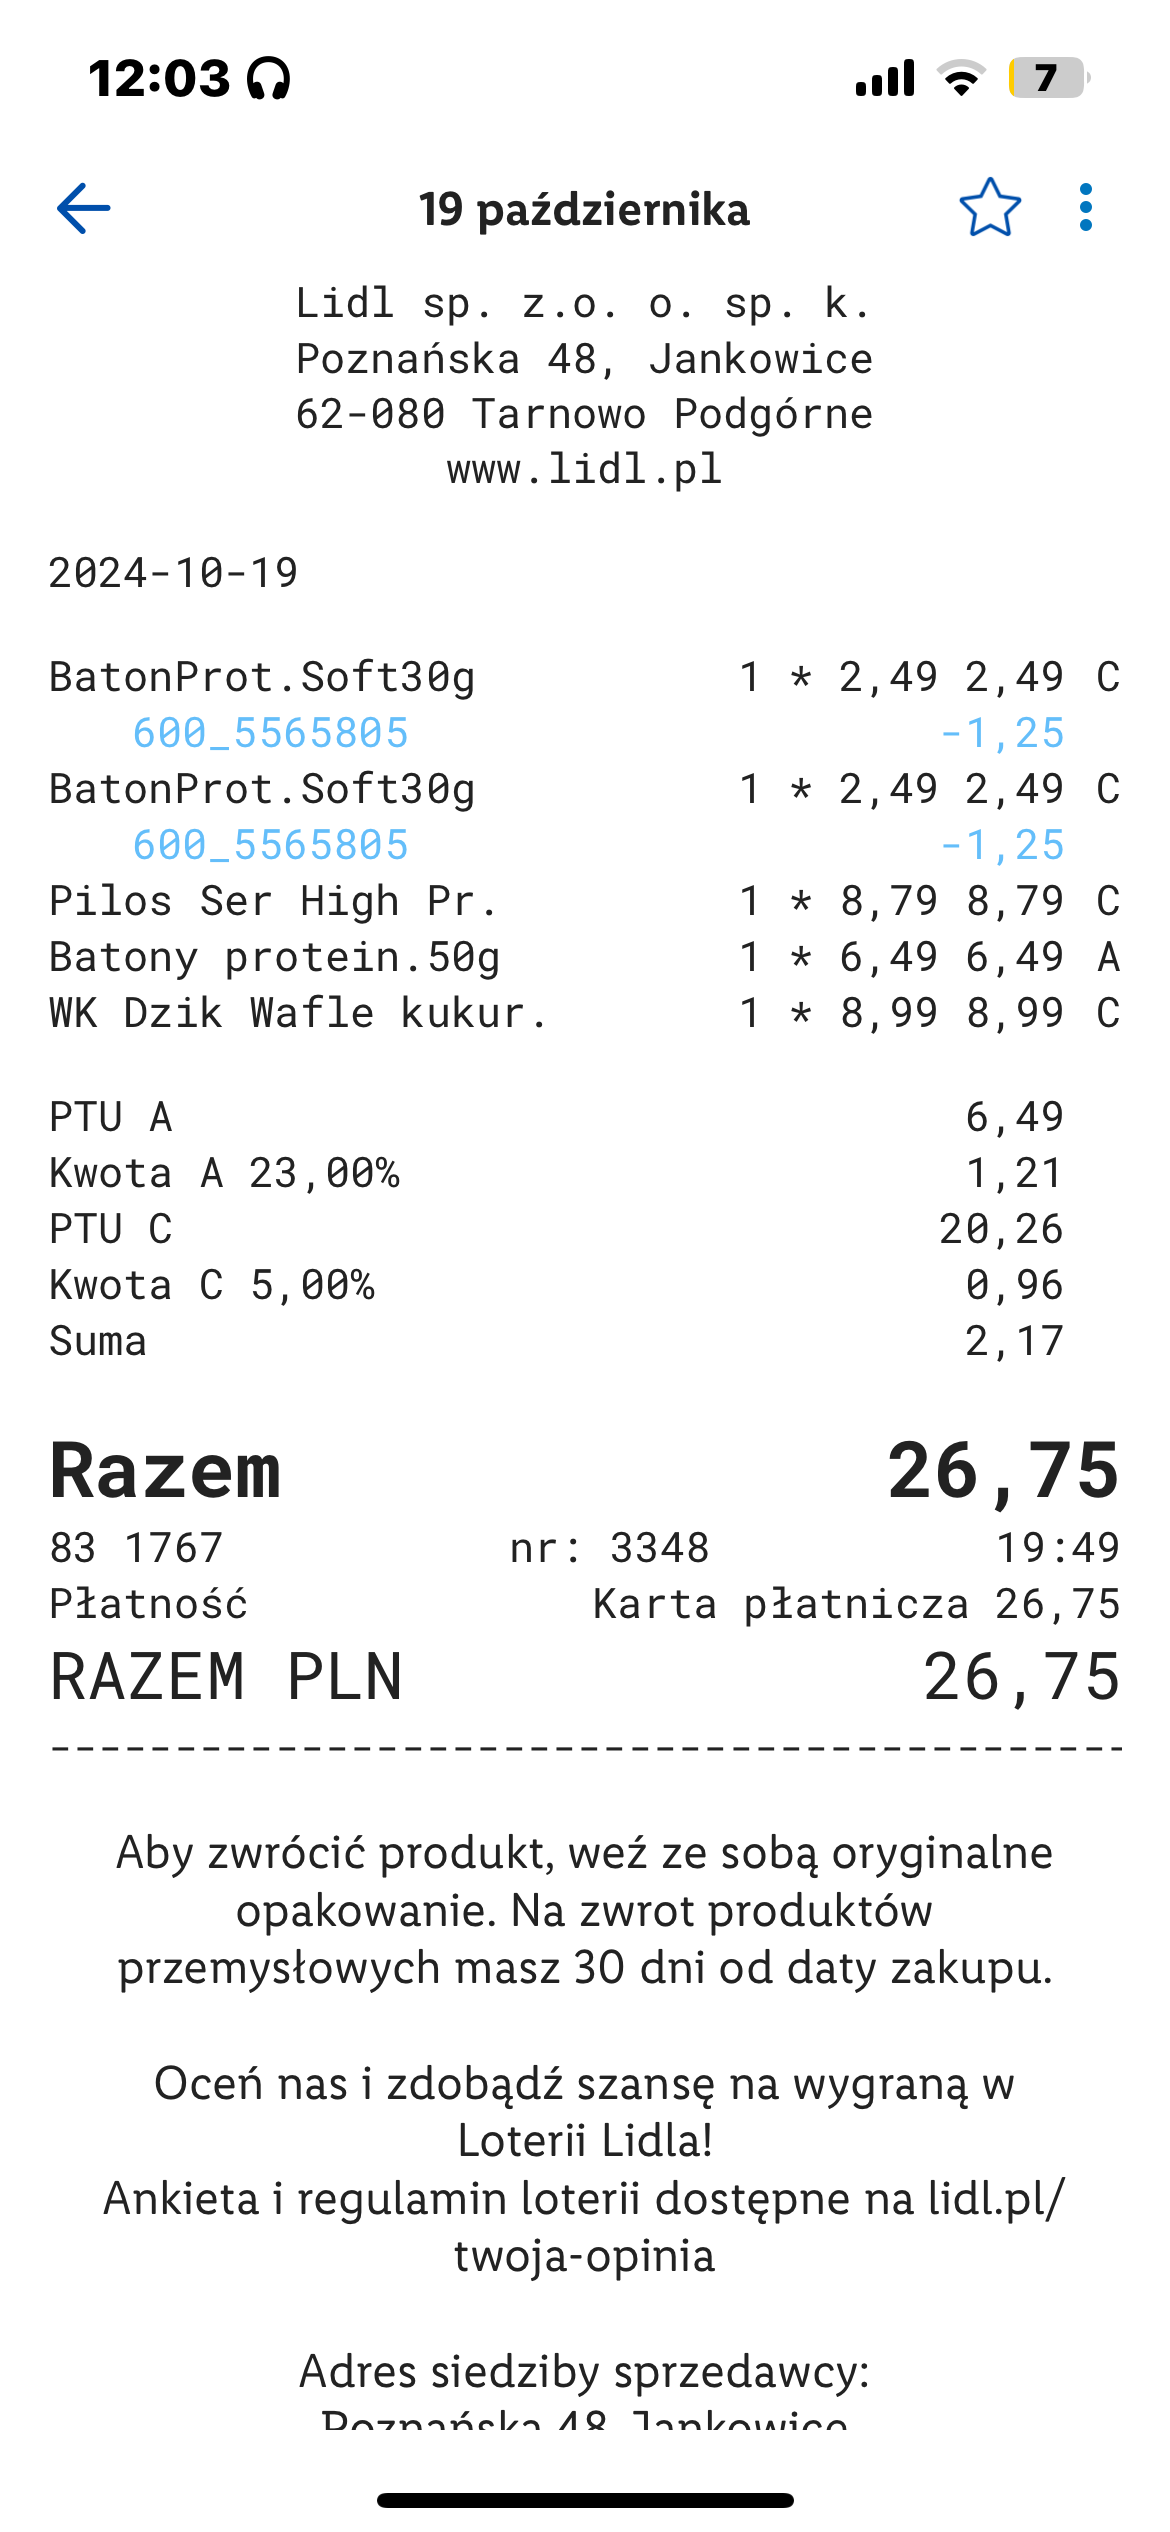 12:03
7
19 października
Lidl sp. z.o. o. sp. k.
Poznańska 48, Jankowice
62-080 Tarnowo Podgórne
www.lidl.pl
2024-10-19
BatonProt.Soft30g 1 * 2,49 2,49 C
600_5565805 -1,25
BatonProt.Soft30g 1 * 2,49 2,49 C
600_5565805 -1,25
Pilos Ser High Pr. 1 * 8,79 8,79 C
Batony protein.50g 1 * 6,49 6,49 A
WK Dzik Wafle kukur. 1 * 8,99 8,99 C
PTU A 6,49
Kwota A 23,00% 1,21
PTU C 20,26
Kwota C 5,00% 0,96
Suma 2,17
Razem 26,75
83 1767 nr: 3348 19:49
Płatność Karta płatnicza 26,75
RAZEM PLN 26,75
-------------------------------------------
Aby zwrócić produkt, weź ze sobą oryginalne
opakowanie. Na zwrot produktów
przemysłowych masz 30 dni od daty zakupu.
Oceń nas i zdobądź szansę na wygraną w
Loterii Lidla!
Ankieta i regulamin loterii dostępne na lidl.pl/
twoja-opinia
Adres siedziby sprzedawcy:
Poznańska 48 Jankowice